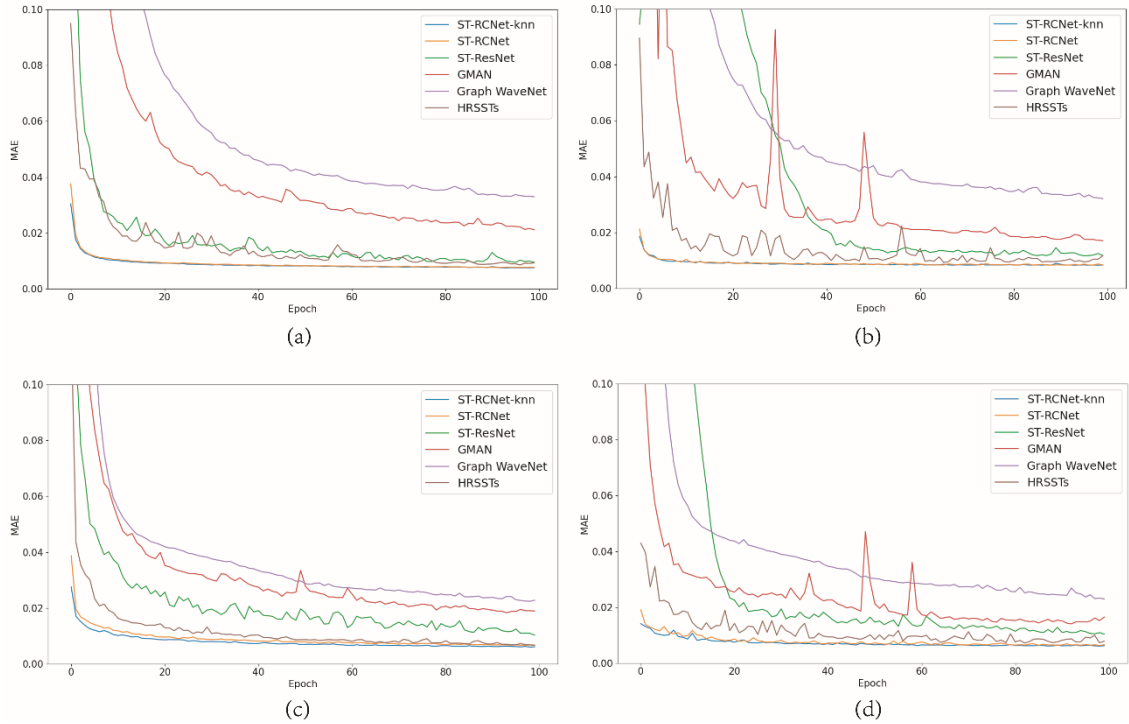 0.10
0.08
0.06
0.04
0.02
0.00
MAE
0 20 40 60 80 100
Epoch
ST-RCNet-knn
ST-RCNet
ST-ResNet
GMAN
Graph WaveNet
HRSSTs
(a)
0.10
0.08
0.06
0.04
0.02
0.00
MAE
0 20 40 60 80 100
Epoch
ST-RCNet-knn
ST-RCNet
ST-ResNet
GMAN
Graph WaveNet
HRSSTs
(b)
0.10
0.08
0.06
0.04
0.02
0.00
MAE
0 20 40 60 80 100
Epoch
ST-RCNet-knn
ST-RCNet
ST-ResNet
GMAN
Graph WaveNet
HRSSTs
(c)
0.10
0.08
0.06
0.04
0.02
0.00
MAE
0 20 40 60 80 100
Epoch
ST-RCNet-knn
ST-RCNet
ST-ResNet
GMAN
Graph WaveNet
HRSSTs
(d)